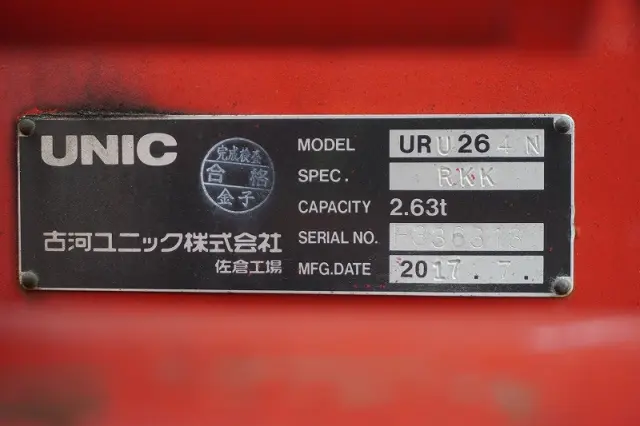 UNIC
完成検査
合格
金子
古河ユニック株式会社
佐倉工場
MODEL URU264N
SPEC. RKK
CAPACITY 2.63t
SERIAL NO.
MFG.DATE 2017.7.